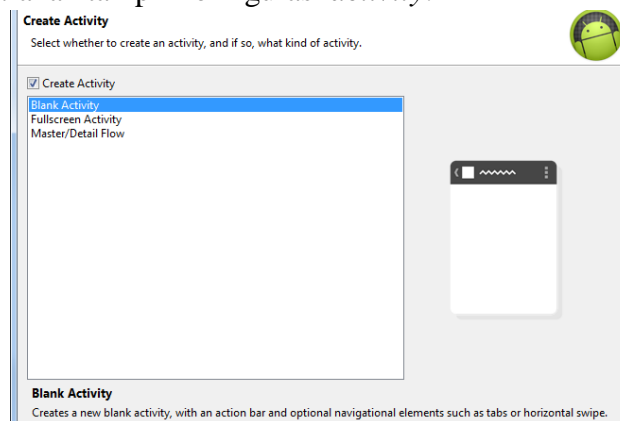 Create Activity
Select whether to create an activity, and if so, what kind of activity.
Create Activity
Blank Activity
Fullscreen Activity
Master/Detail Flow
Blank Activity
Creates a new blank activity, with an action bar and optional navigational elements such as tabs or horizontal swipe.